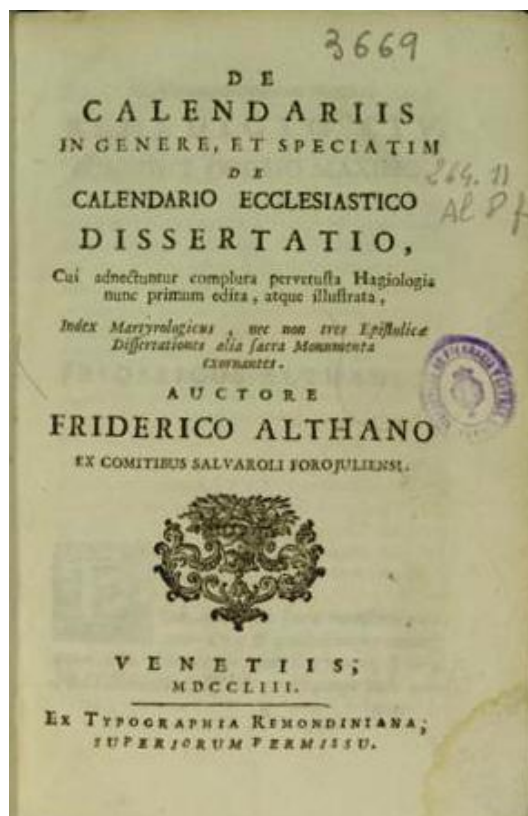 3669
DE
CALENDARIIS
IN GENERE, ET SPECIATIM
DE
CALENDARIO ECCLESIASTICO
DISSERTATIO,
Cui adnectuntur complura pervetuſta Hagiologia
nunc primum edita, atque illuſtrata,
Index Martyrologicus, nec non tres Epiſtolicæ
Diſſertationes alia ſacra Monumenta
exornantes.
AUCTORE
FRIDERICO ALTHANO
EX COMITIBUS SALVAROLI FOROJULIENSI.
VENETIIS;
MDCCLIII.
EX TYPOGRAPHIA REMONDINIANA;
SUPERIORUM PERMISSU.
264.11